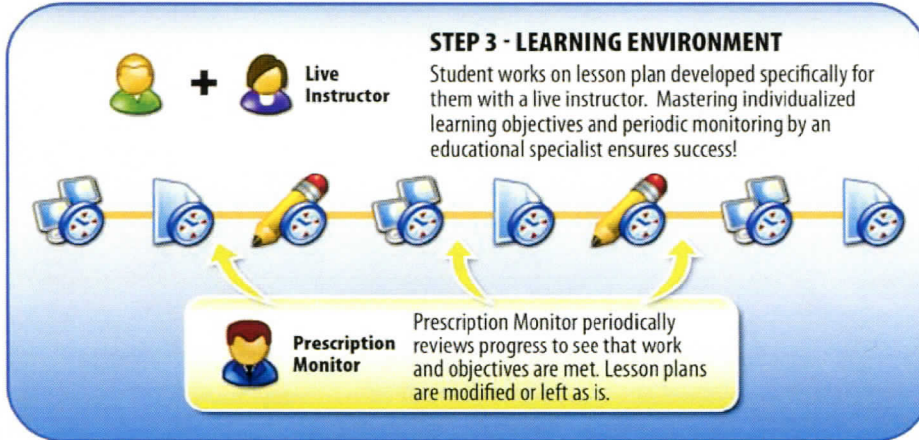 STEP 3 - LEARNING ENVIRONMENT
Live
Instructor
Student works on lesson plan developed specifically for
them with a live instructor. Mastering individualized
learning objectives and periodic monitoring by an
educational specialist ensures success!
Prescription
Monitor
Prescription Monitor periodically
reviews progress to see that work
and objectives are met. Lesson plans
are modified or left as is.